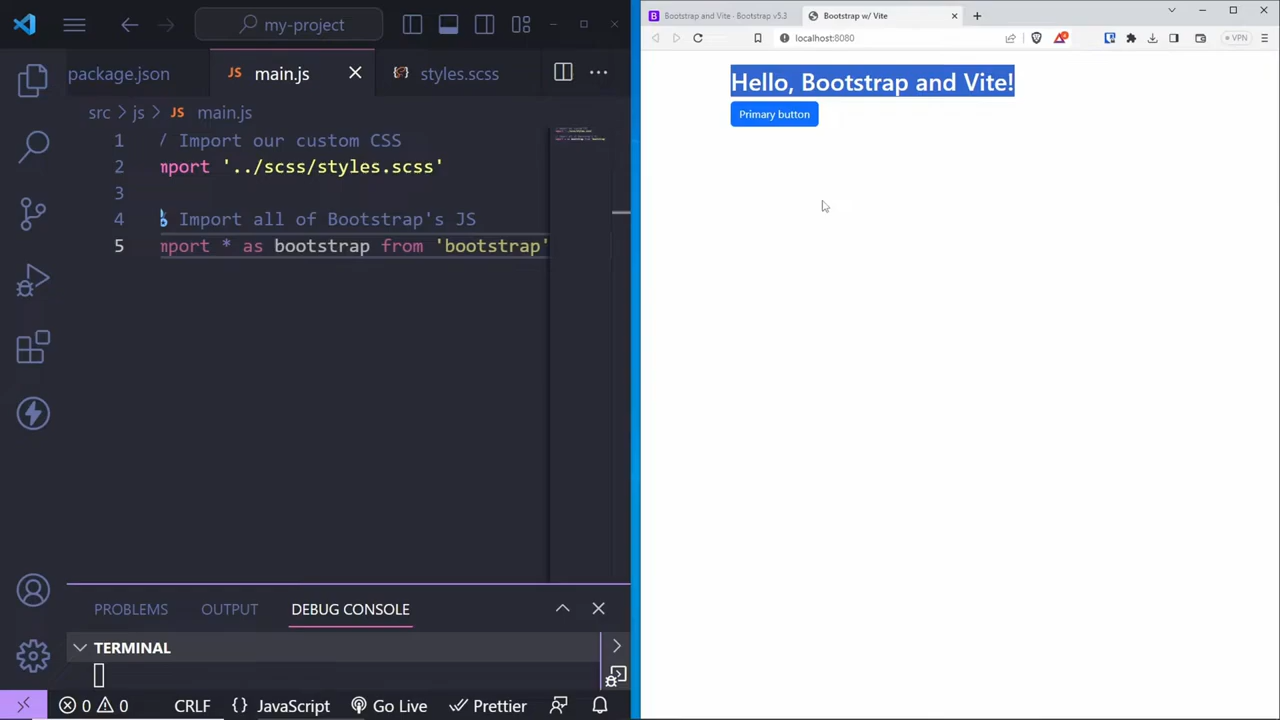 my-project
package.json
JS main.js
styles.scss
src > js > JS main.js
1 / Import our custom CSS
2 mport '../scss/styles.scss'
3
4 Import all of Bootstrap's JS
5 mport * as bootstrap from 'bootstrap'
PROBLEMS OUTPUT DEBUG CONSOLE
TERMINAL
0 0 CRLF {} JavaScript Go Live Prettier
B Bootstrap and Vite · Bootstrap v5.3
Bootstrap w/ Vite
localhost:8080
VPN
Hello, Bootstrap and Vite!
Primary button